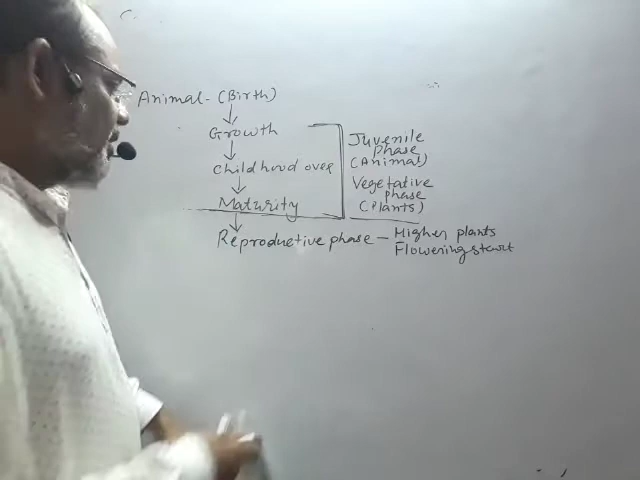 Animal - (Birth)
Growth
Childhood over
Maturity
Juvenile
phase
(Animal)
Vegetative
phase
(Plants)
Reproductive phase - Higher plants
Flowering start